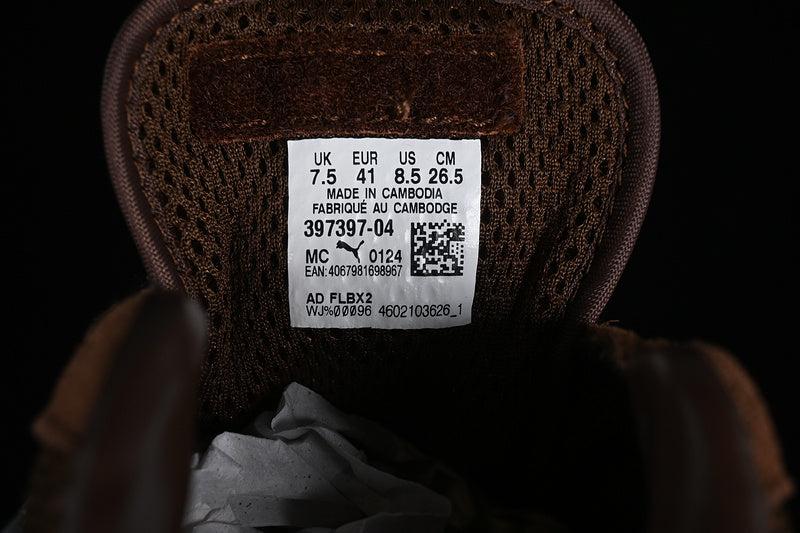 UK EUR US CM
7.5 41 8.5 26.5
MADE IN CAMBODIA
FABRIQUÉ AU CAMBODGE
397397-04
MC 0124
EAN: 4067981698967
AD FLBX2
WJ%00096 4602103626_1